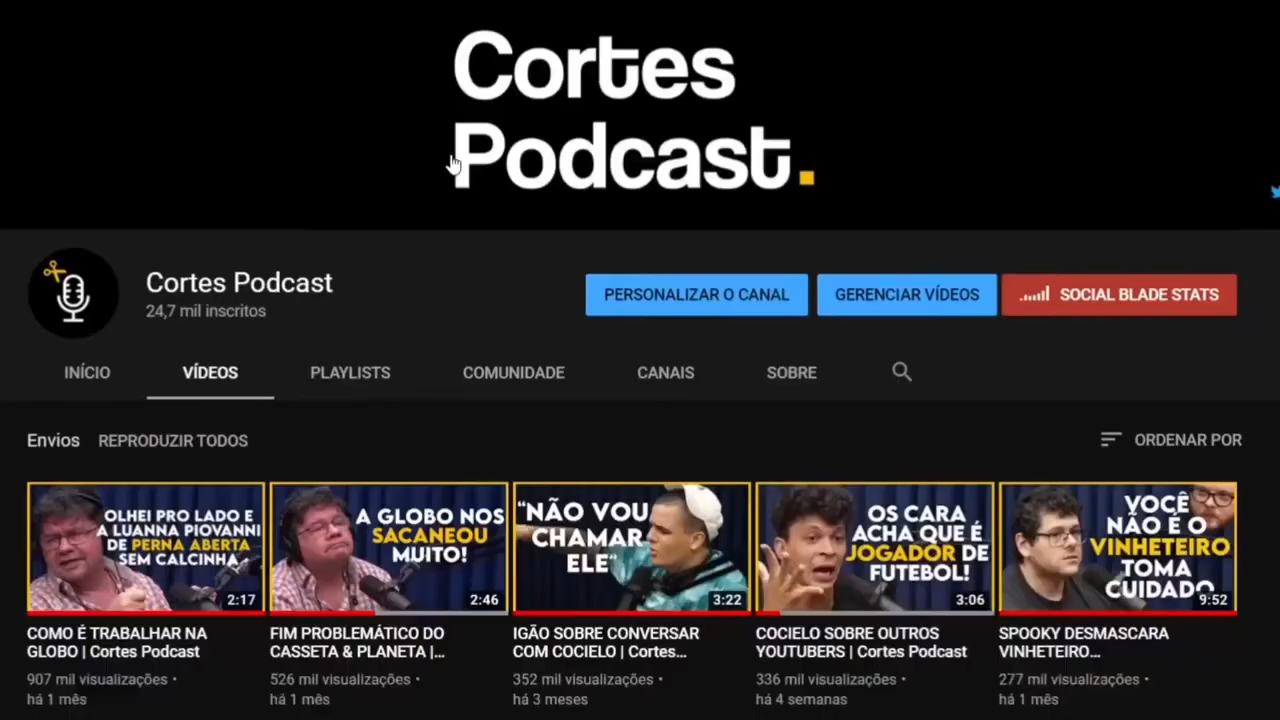 Cortes
Podcast.
Cortes Podcast
24,7 mil inscritos
PERSONALIZAR O CANAL
GERENCIAR VÍDEOS
SOCIAL BLADE STATS
INÍCIO
VÍDEOS
PLAYLISTS
COMUNIDADE
CANAIS
SOBRE
Envios
REPRODUZIR TODOS
ORDENAR POR
OLHEI PRO LADO E
A LUANNA PIOVANNI
DE PERNA ABERTA
SEM CALCINHA
2:17
COMO É TRABALHAR NA
GLOBO | Cortes Podcast
907 mil visualizações •
há 1 mês
A GLOBO NOS
SACANEOU
MUITO!
2:46
FIM PROBLEMÁTICO DO
CASSETA & PLANETA |...
526 mil visualizações •
há 1 mês
"NÃO VOU
CHAMAR
ELE"
3:22
IGÃO SOBRE CONVERSAR
COM COCIELO | Cortes...
352 mil visualizações •
há 3 meses
OS CARA
ACHA QUE É
JOGADOR DE
FUTEBOL!
3:06
COCIELO SOBRE OUTROS
YOUTUBERS | Cortes Podcast
336 mil visualizações •
há 4 semanas
VOCÊ
NÃO É O
VINHETEIRO
TOMA
CUIDADO
9:52
SPOOKY DESMASCARA
VINHETEIRO...
277 mil visualizações •
há 1 mês